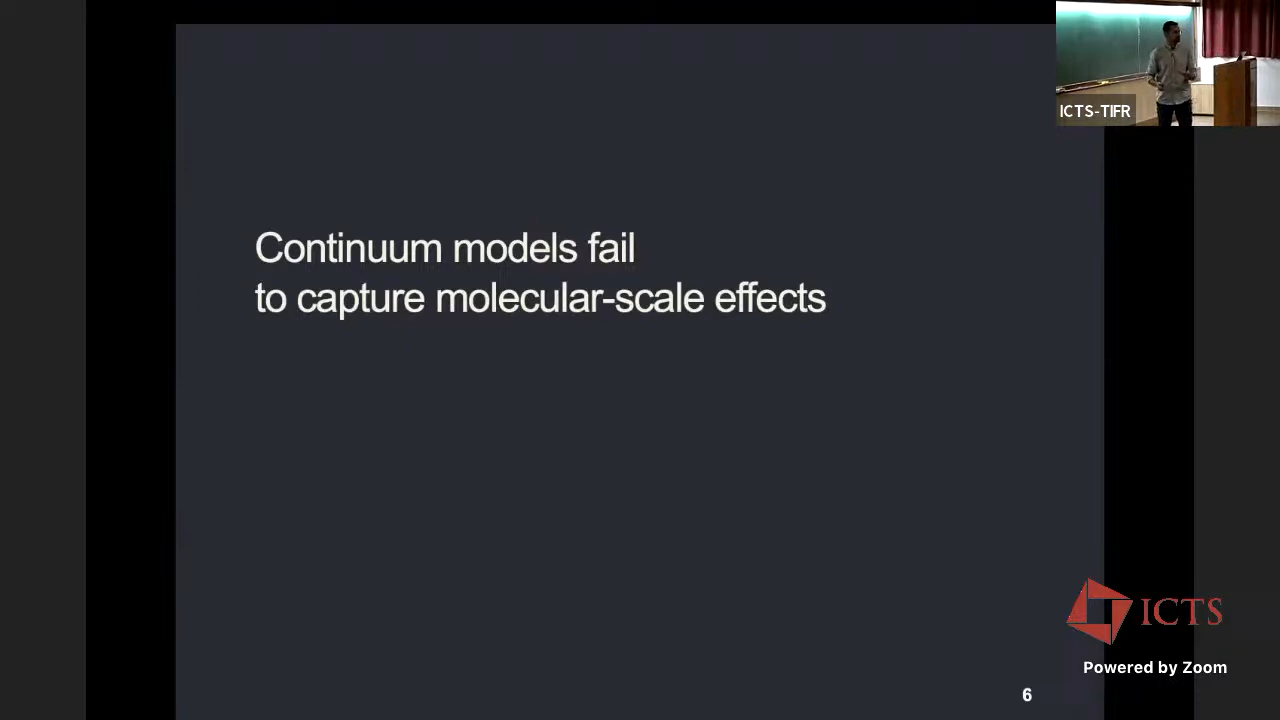 ICTS-TIFR
Continuum models fail
to capture molecular-scale effects
ICTS
Powered by Zoom
6